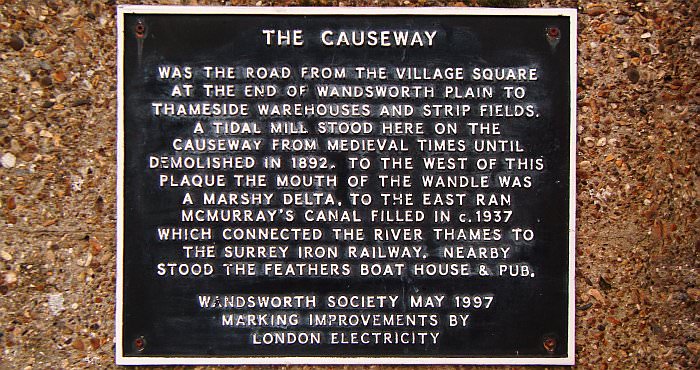 THE CAUSEWAY
WAS THE ROAD FROM THE VILLAGE SQUARE
AT THE END OF WANDSWORTH PLAIN TO
THAMESIDE WAREHOUSES AND STRIP FIELDS.
A TIDAL MILL STOOD HERE ON THE
CAUSEWAY FROM MEDIEVAL TIMES UNTIL
DEMOLISHED IN 1892. TO THE WEST OF THIS
PLAQUE THE MOUTH OF THE WANDLE WAS
A MARSHY DELTA, TO THE EAST RAN
MCMURRAY'S CANAL FILLED IN c.1937
WHICH CONNECTED THE RIVER THAMES TO
THE SURREY IRON RAILWAY. NEARBY
STOOD THE FEATHERS BOAT HOUSE & PUB.
WANDSWORTH SOCIETY MAY 1997
MARKING IMPROVEMENTS BY
LONDON ELECTRICITY